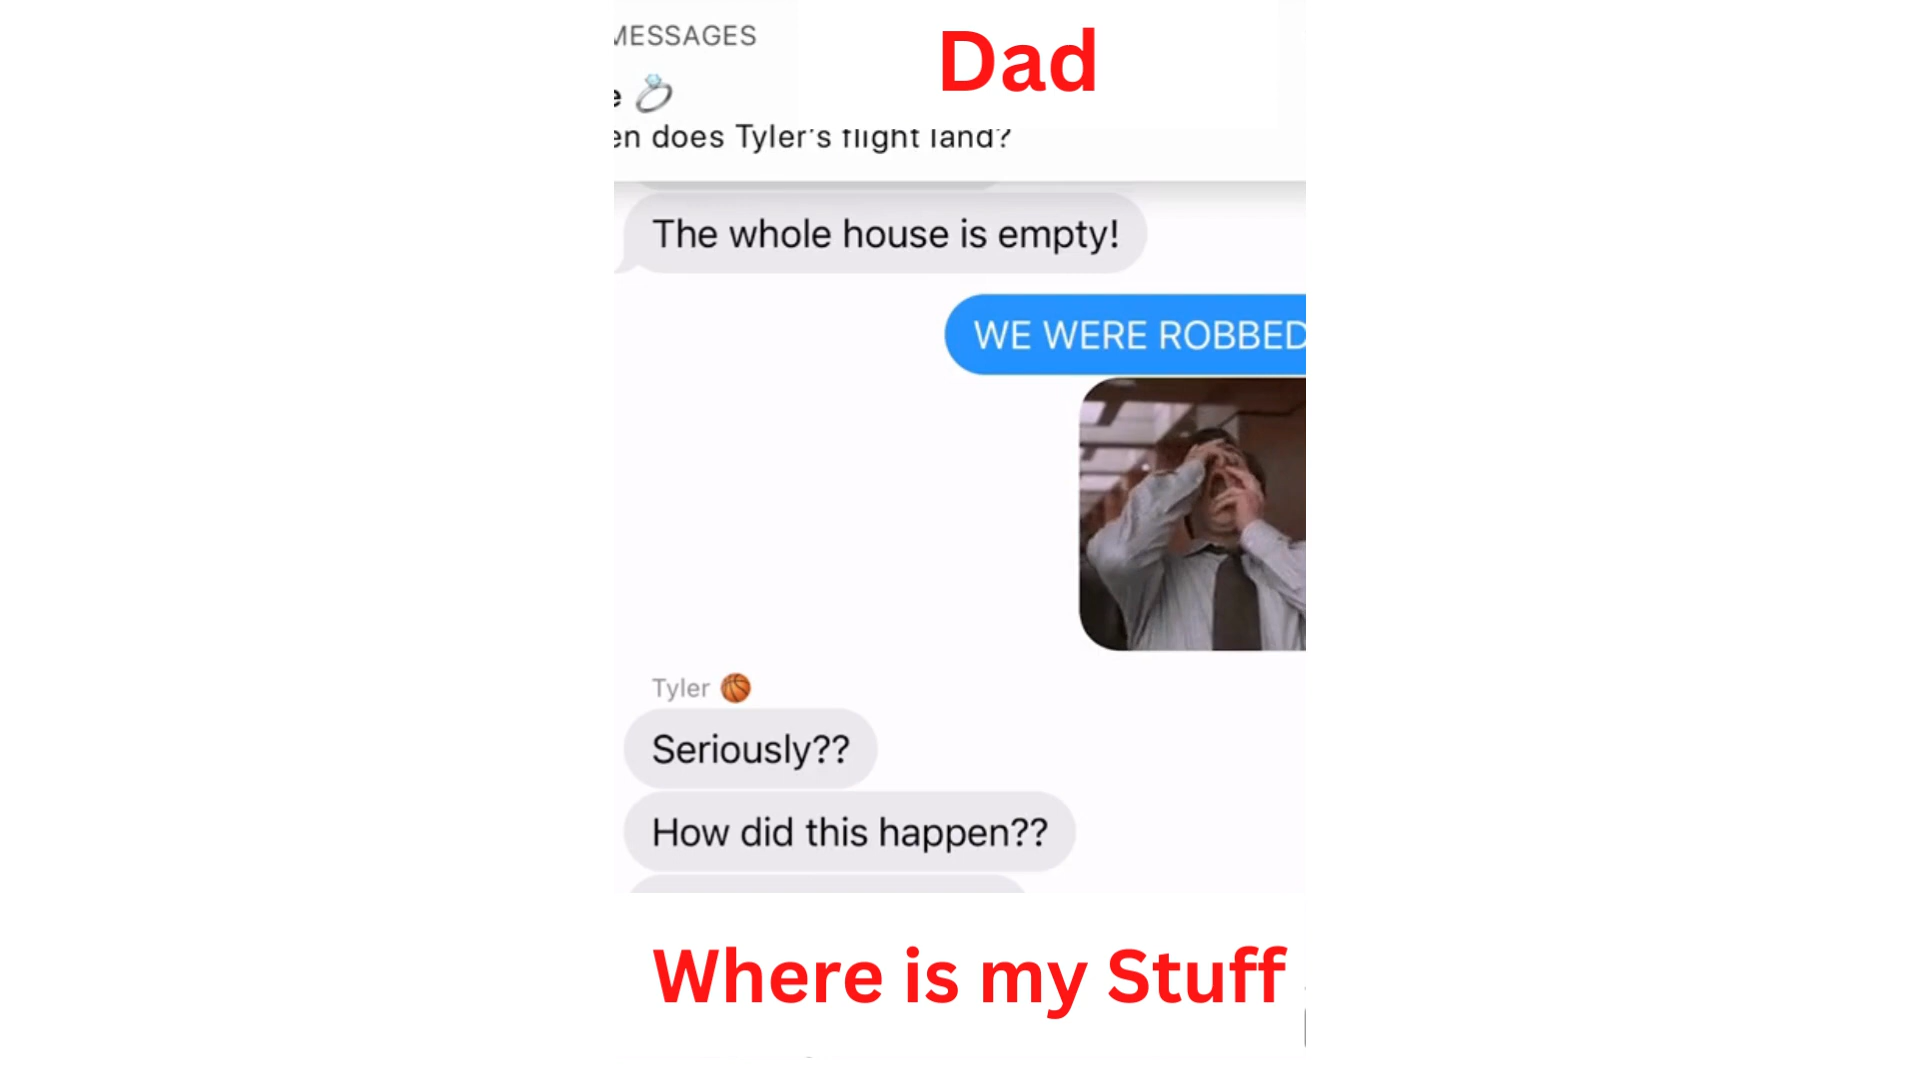 MESSAGES
Dad
e
en does Tyler's flight land?
The whole house is empty!
WE WERE ROBBED
Tyler
Seriously??
How did this happen??
Where is my Stuff